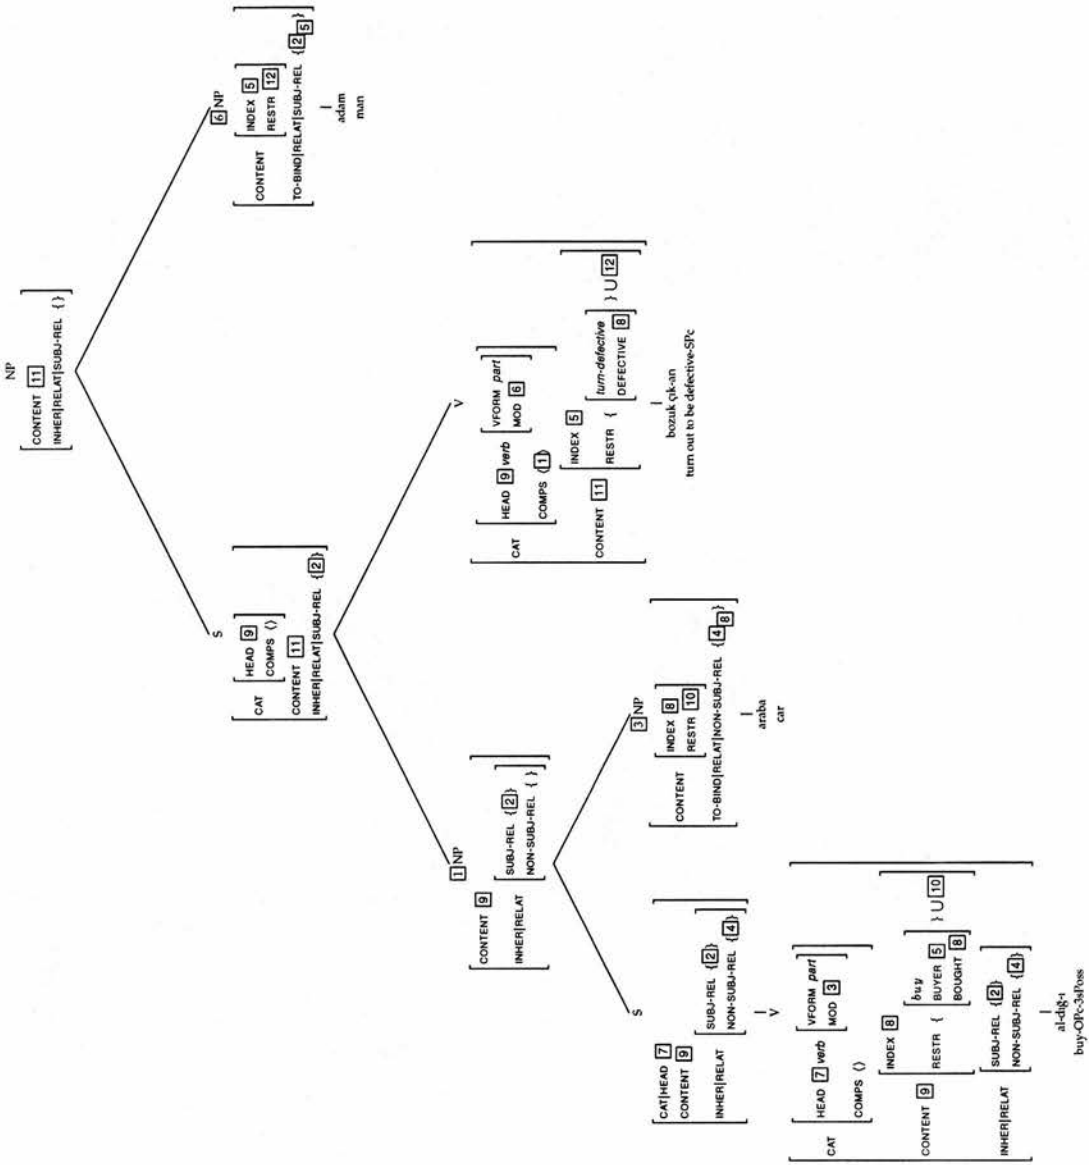 NP
CONTENT [11]
INHER|RELAT|SUBJ-REL { }
S
CAT
HEAD [9]
COMPS ⟨⟩
CONTENT [11]
INHER|RELAT|SUBJ-REL {[2]}
[6] NP
CONTENT
INDEX [5]
RESTR [12]
TO-BIND|RELAT|SUBJ-REL {[2][5]}
adam
man
[1] NP
CONTENT [9]
INHER|RELAT
SUBJ-REL {[2]}
NON-SUBJ-REL { }
V
CAT
HEAD [9] verb
VFORM part
MOD [6]
COMPS ⟨[1]⟩
CONTENT [11]
INDEX [5]
RESTR {
turn-defective
DEFECTIVE [8]
} ∪ [12]
bozuk çık-an
turn out to be defective-SPc
S
CAT|HEAD [7]
CONTENT [9]
INHER|RELAT
SUBJ-REL {[2]}
NON-SUBJ-REL {[4]}
[3] NP
CONTENT
INDEX [8]
RESTR [10]
TO-BIND|RELAT|NON-SUBJ-REL {[4][8]}
araba
car
V
CAT
HEAD [7] verb
VFORM part
MOD [3]
COMPS ⟨⟩
CONTENT [9]
INDEX [8]
RESTR {
buy
BUYER [5]
BOUGHT [8]
} ∪ [10]
INHER|RELAT
SUBJ-REL {[2]}
NON-SUBJ-REL {[4]}
al-dıg-ı
buy-OPc-3sPoss